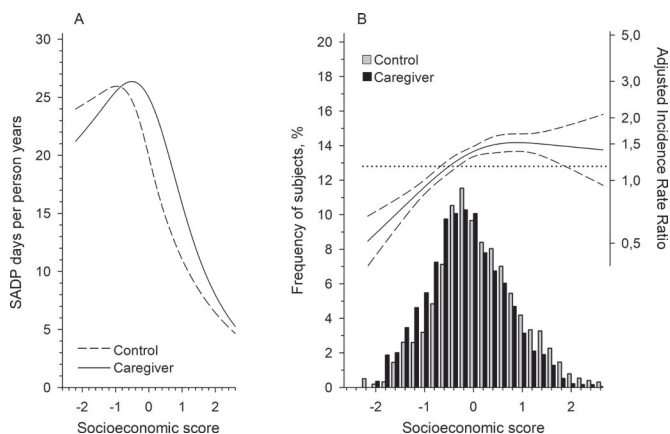 A
SADP days per person years
30
25
20
15
10
5
0
Control
Caregiver
-2 -1 0 1 2
Socioeconomic score
B
Frequency of subjects, %
20
18
16
14
12
10
8
6
4
2
0
Control
Caregiver
5,0
3,0
2,0
1,5
1,0
0,5
Adjusted Incidence Rate Ratio
-2 -1 0 1 2
Socioeconomic score